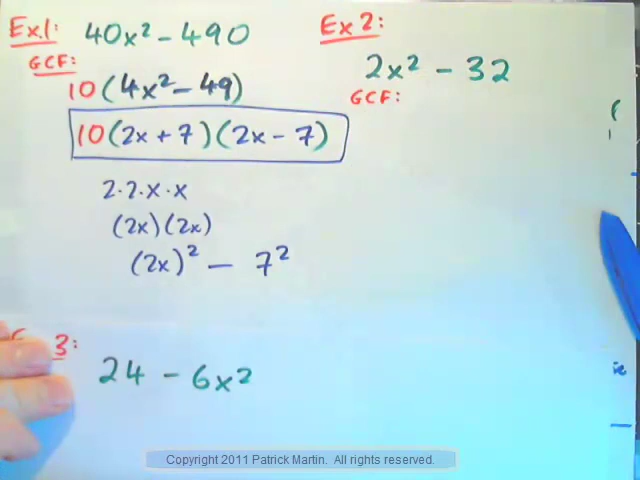 Ex.1: 40x² - 490
GCF:
10(4x² - 49)
10(2x + 7)(2x - 7)
2·2·x·x
(2x)(2x)
(2x)² - 7²
Ex 2:
2x² - 32
GCF:
3: 24 - 6x²
ie
Copyright 2011 Patrick Martin. All rights reserved.